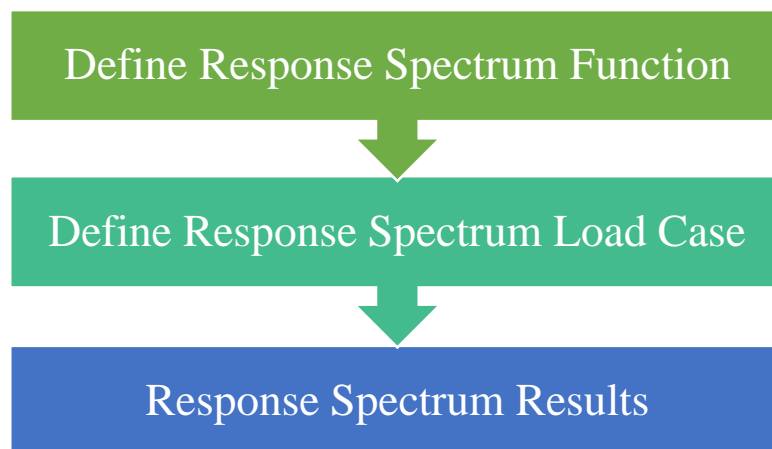 Define Response Spectrum Function
Define Response Spectrum Load Case
Response Spectrum Results